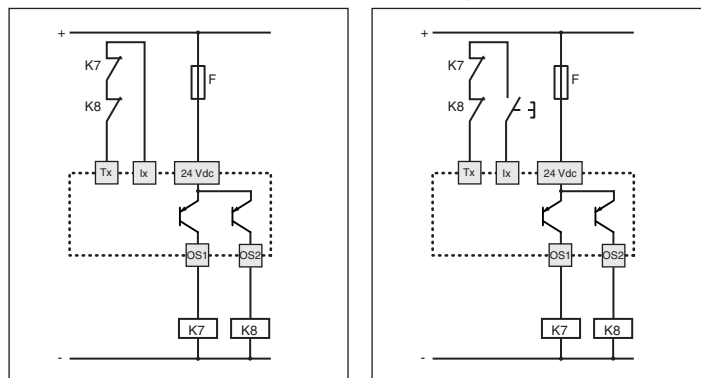 +
K7
K8
F
Tx
Ix
24 Vdc
OS1
OS2
K7
K8
-
+
K7
K8
F
Tx
Ix
24 Vdc
OS1
OS2
K7
K8
-